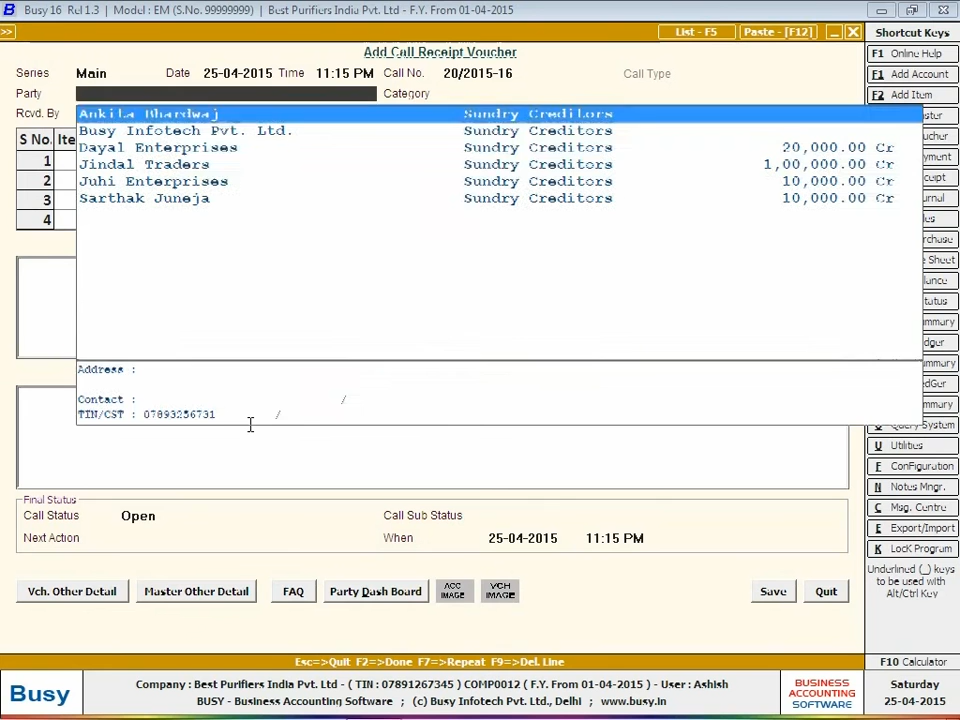 Busy 16 Rel 1.3 | Model : EM (S.No. 99999999) | Best Purifiers India Pvt. Ltd - F.Y. From 01-04-2015
>> List - F5 Paste - [F12]
Shortcut Keys
Add Call Receipt Voucher
F1 Online Help
Series Main Date 25-04-2015 Time 11:15 PM Call No. 20/2015-16 Call Type
F1 Add Account
Party Category
F2 Add Item
Rcvd. By
Ankita Bhardwaj Sundry Creditors
Busy Infotech Pvt. Ltd. Sundry Creditors
S No. Ite
Dayal Enterprises Sundry Creditors 20,000.00 Cr
1 Jindal Traders Sundry Creditors 1,00,000.00 Cr
2 Juhi Enterprises Sundry Creditors 10,000.00 Cr
3 Sarthak Juneja Sundry Creditors 10,000.00 Cr
4
Address :
Contact : /
TIN/CST : 07893256731 /
Query System
U Utilities
F Configuration
N Notes Mngr.
C Msg. Centre
E Export/Import
K Lock Program
Underlined (_) keys
to be used with
Alt/Ctrl Key
Final Status
Call Status Open Call Sub Status
Next Action When 25-04-2015 11:15 PM
Vch. Other Detail Master Other Detail FAQ Party Dash Board ACC IMAGE VCH IMAGE Save Quit
Esc=>Quit F2=>Done F7=>Repeat F9=>Del. Line
F10 Calculator
Busy
Company : Best Purifiers India Pvt. Ltd - ( TIN : 07891267345 ) COMP0012 ( F.Y. From 01-04-2015 ) - User : Ashish
BUSY - Business Accounting Software ; (c) Busy Infotech Pvt. Ltd., Delhi ; www.busy.in
BUSINESS
ACCOUNTING
SOFTWARE
Saturday
25-04-2015